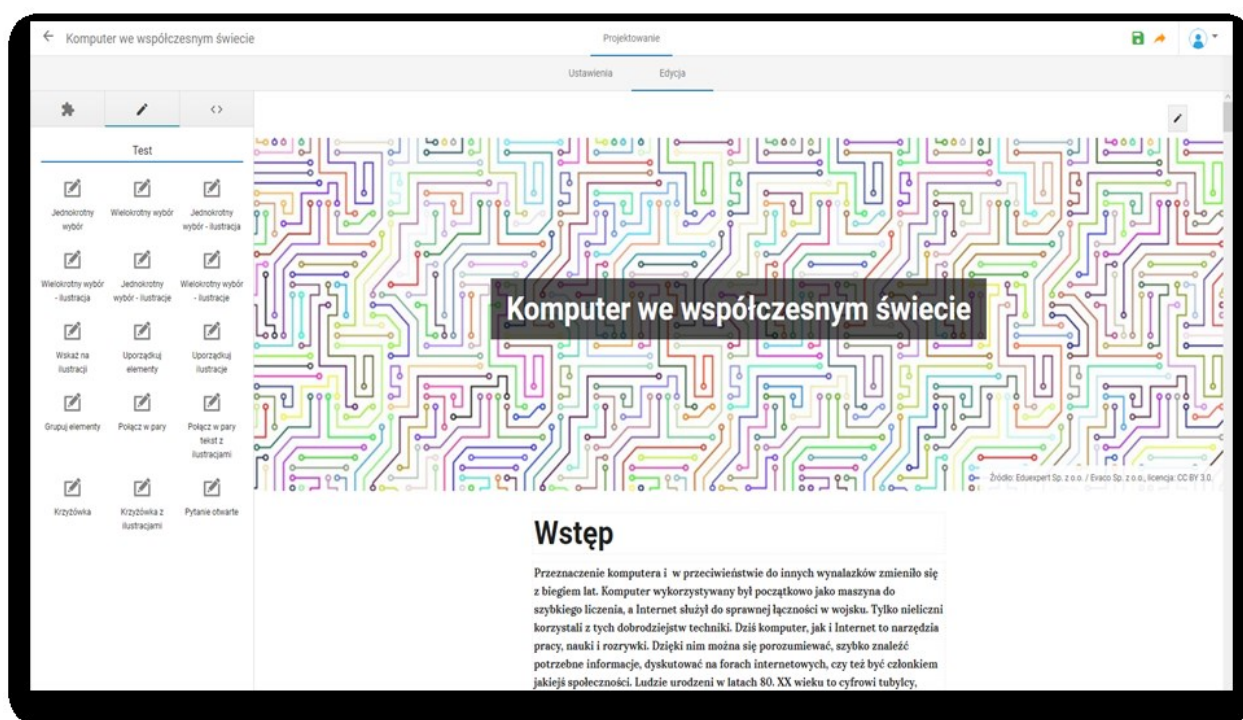 Komputer we współczesnym świecie
Projektowanie
Ustawienia Edycja
Test
Jednokrotny
wybór
Wielokrotny wybór
Jednokrotny
wybór - ilustracja
Wielokrotny wybór
- ilustracja
Jednokrotny
wybór - ilustracje
Wielokrotny wybór
- ilustracje
Wskaż na
ilustracji
Uporządkuj
elementy
Uporządkuj
ilustracje
Grupuj elementy
Połącz w pary
Połącz w pary
tekst z
ilustracjami
Krzyżówka
Krzyżówka z
ilustracjami
Pytanie otwarte
Komputer we współczesnym świecie
Źródło: Eduexpert Sp. z o.o. / Evaco Sp. z o.o., licencja: CC BY 3.0.
Wstęp
Przeznaczenie komputera i w przeciwieństwie do innych wynalazków zmieniło się
z biegiem lat. Komputer wykorzystywany był początkowo jako maszyna do
szybkiego liczenia, a Internet służył do sprawnej łączności w wojsku. Tylko nieliczni
korzystali z tych dobrodziejstw techniki. Dziś komputer, jak i Internet to narzędzia
pracy, nauki i rozrywki. Dzięki nim można się porozumiewać, szybko znaleźć
potrzebne informacje, dyskutować na forach internetowych, czy też być członkiem
jakiejś społeczności. Ludzie urodzeni w latach 80. XX wieku to cyfrowi tubylcy,